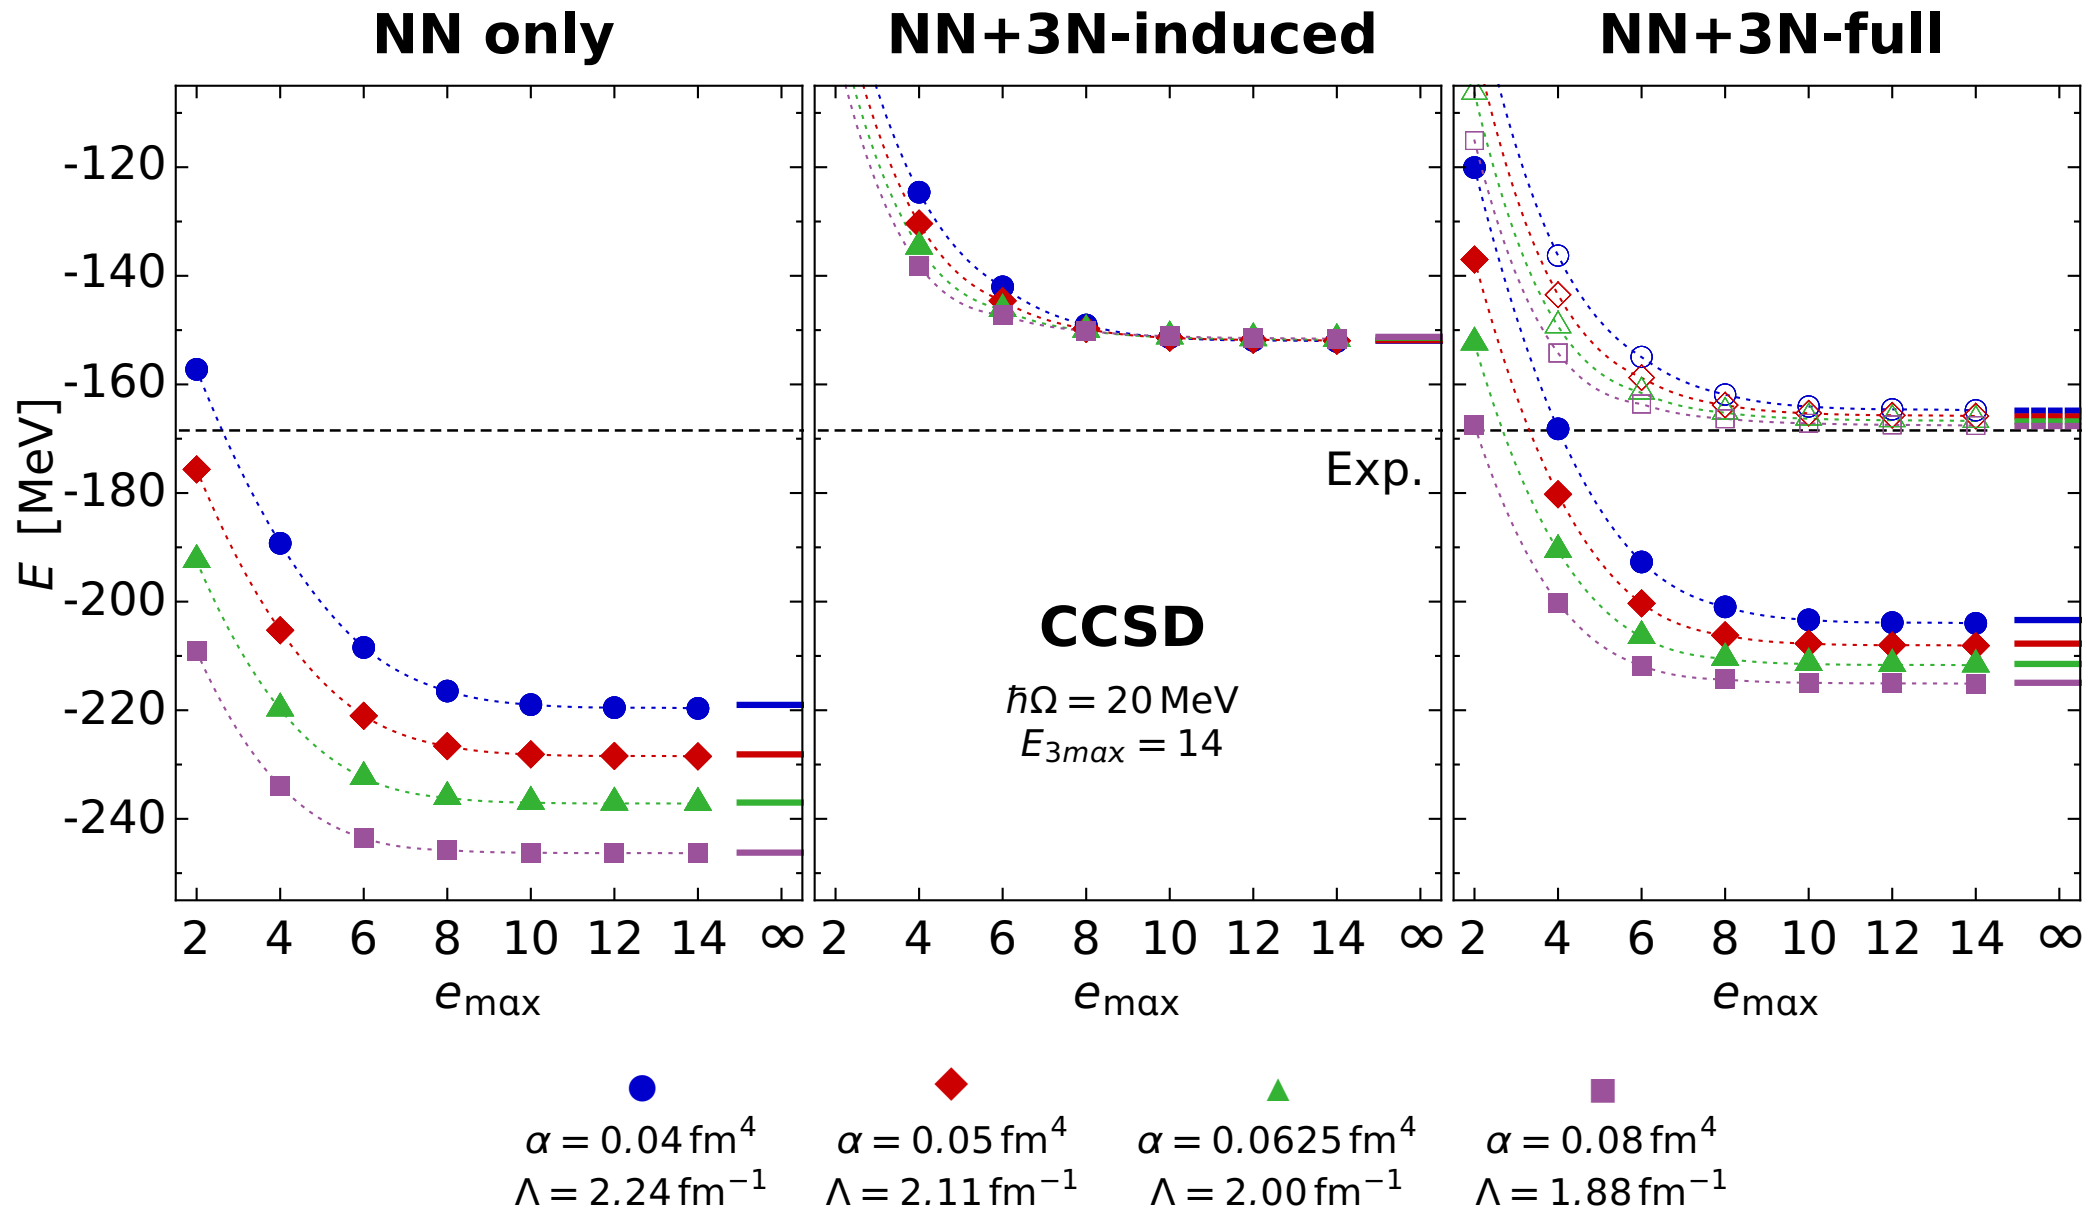 NN only NN+3N-induced NN+3N-full
-120
-140
-160
-180
-200
-220
-240
E [MeV]
Exp.
CCSD
ℏΩ = 20 MeV
E₃ₘₐₓ = 14
2 4 6 8 10 12 14 ∞ 2 4 6 8 10 12 14 ∞ 2 4 6 8 10 12 14 ∞
eₘₐₓ eₘₐₓ eₘₐₓ
α = 0.04 fm⁴ α = 0.05 fm⁴ α = 0.0625 fm⁴ α = 0.08 fm⁴
Λ = 2.24 fm⁻¹ Λ = 2.11 fm⁻¹ Λ = 2.00 fm⁻¹ Λ = 1.88 fm⁻¹